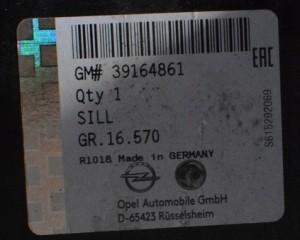 GM# 39164861
Qty 1
SILL
GR.16.570
R1018 Made in GERMANY
Opel Automobile GmbH
D-65423 Rüsselsheim
EAC
S615292069